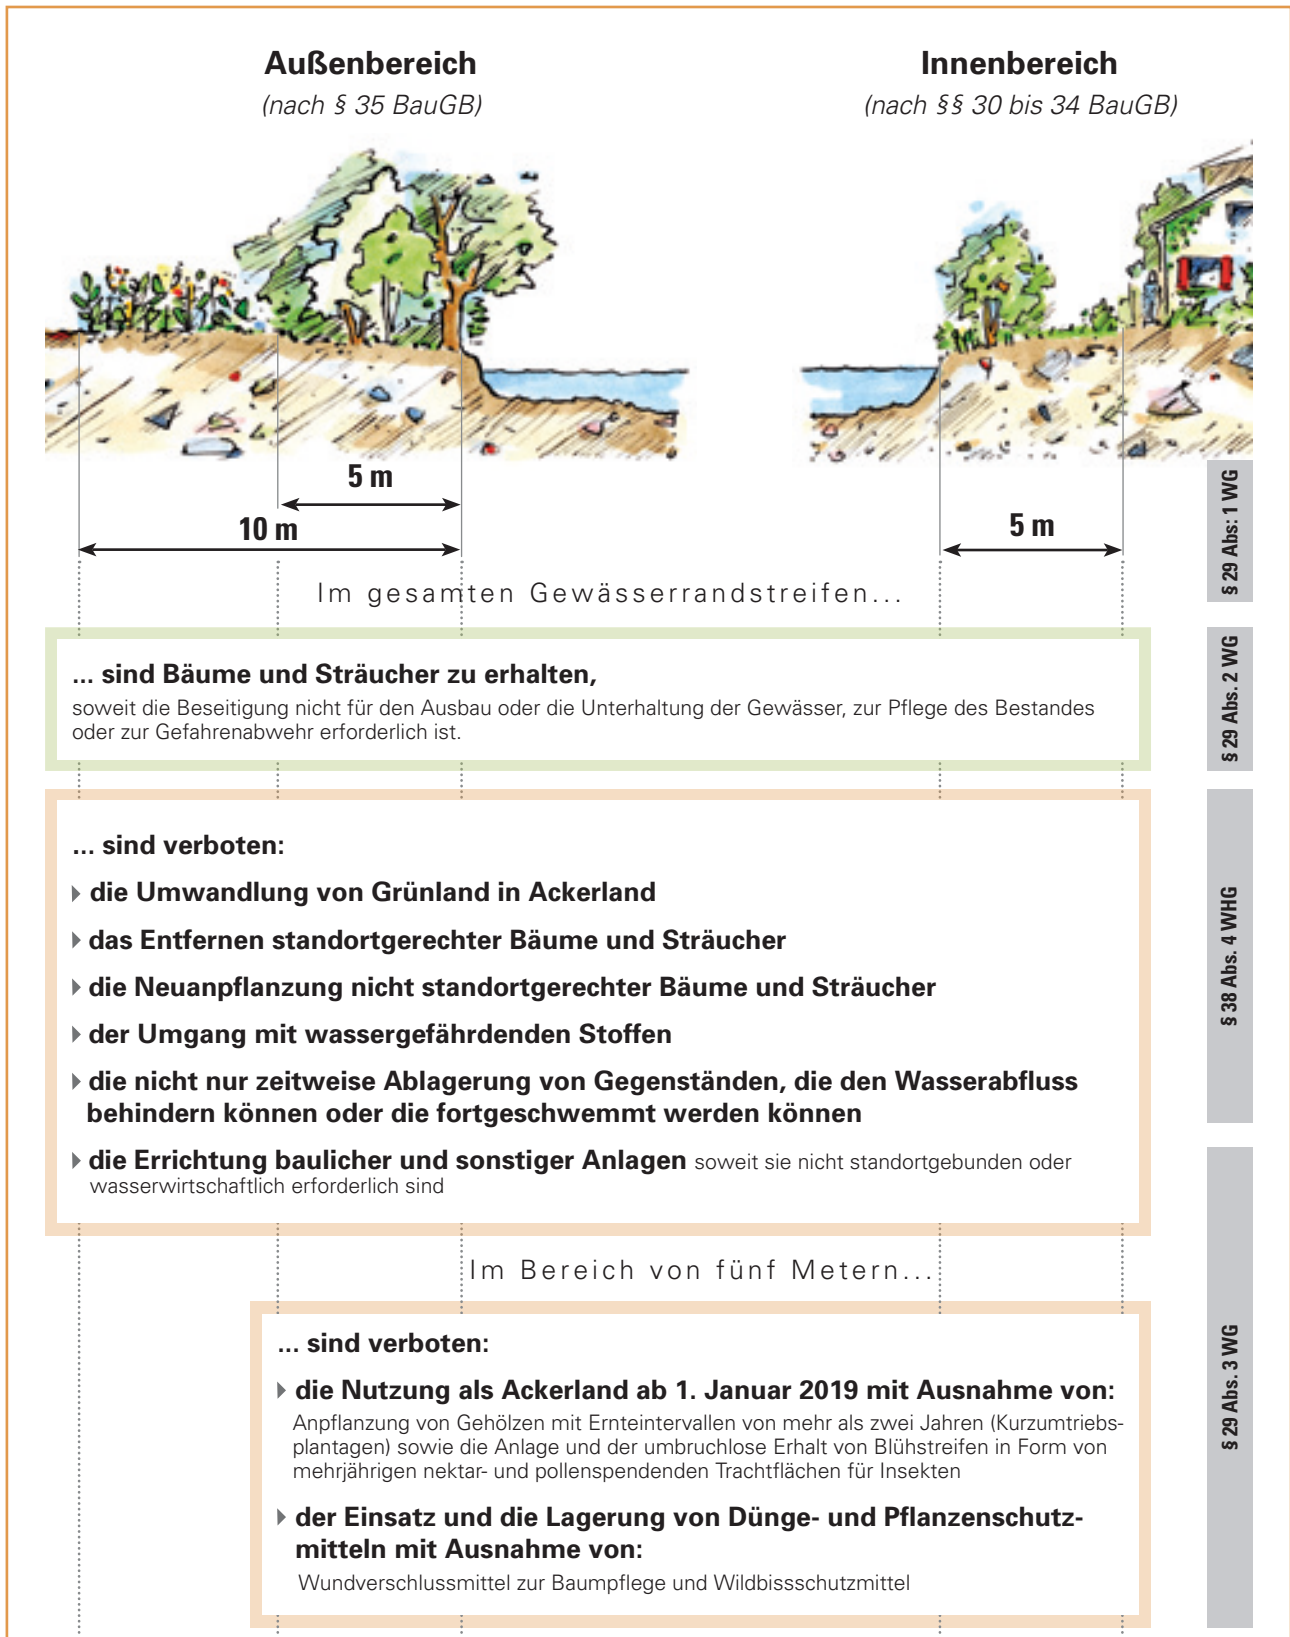 Außenbereich
(nach § 35 BauGB)
Innenbereich
(nach §§ 30 bis 34 BauGB)
5 m
10 m
5 m
§ 29 Abs: 1 WG
Im gesamten Gewässerrandstreifen...
... sind Bäume und Sträucher zu erhalten,
soweit die Beseitigung nicht für den Ausbau oder die Unterhaltung der Gewässer, zur Pflege des Bestandes
oder zur Gefahrenabwehr erforderlich ist.
§ 29 Abs. 2 WG
... sind verboten:
die Umwandlung von Grünland in Ackerland
das Entfernen standortgerechter Bäume und Sträucher
die Neuanpflanzung nicht standortgerechter Bäume und Sträucher
der Umgang mit wassergefährdenden Stoffen
die nicht nur zeitweise Ablagerung von Gegenständen, die den Wasserabfluss
behindern können oder die fortgeschwemmt werden können
§ 38 Abs. 4 WHG
die Errichtung baulicher und sonstiger Anlagen soweit sie nicht standortgebunden oder
wasserwirtschaftlich erforderlich sind
Im Bereich von fünf Metern...
... sind verboten:
die Nutzung als Ackerland ab 1. Januar 2019 mit Ausnahme von:
Anpflanzung von Gehölzen mit Ernteintervallen von mehr als zwei Jahren (Kurzumtriebs-
plantagen) sowie die Anlage und der umbruchlose Erhalt von Blühstreifen in Form von
mehrjährigen nektar- und pollenspendenden Trachtflächen für Insekten
der Einsatz und die Lagerung von Dünge- und Pflanzenschutz-
mitteln mit Ausnahme von:
Wundverschlussmittel zur Baumpflege und Wildbissschutzmittel
§ 29 Abs. 3 WG